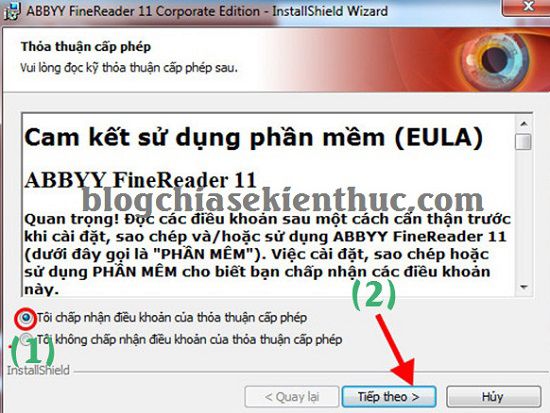 ABBYY FineReader 11 Corporate Edition - InstallShield Wizard
Thỏa thuận cấp phép
Vui lòng đọc kỹ thỏa thuận cấp phép sau.
Cam kết sử dụng phần mềm (EULA)
ABBYY FineReader 11
blogchiasekienthuc.com
Quan trọng! Đọc các điều khoản sau một cách cẩn thận trước
khi cài đặt, sao chép và/hoặc sử dụng ABBYY FineReader 11
(dưới đây gọi là "PHẦN MỀM"). Việc cài đặt, sao chép hoặc
sử dụng PHẦN MỀM cho biết bạn chấp nhận các điều khoản
này.
(2)
Tôi chấp nhận điều khoản của thỏa thuận cấp phép
(1)
Tôi không chấp nhận điều khoản của thỏa thuận cấp phép
InstallShield
< Quay lại
Tiếp theo >
Hủy